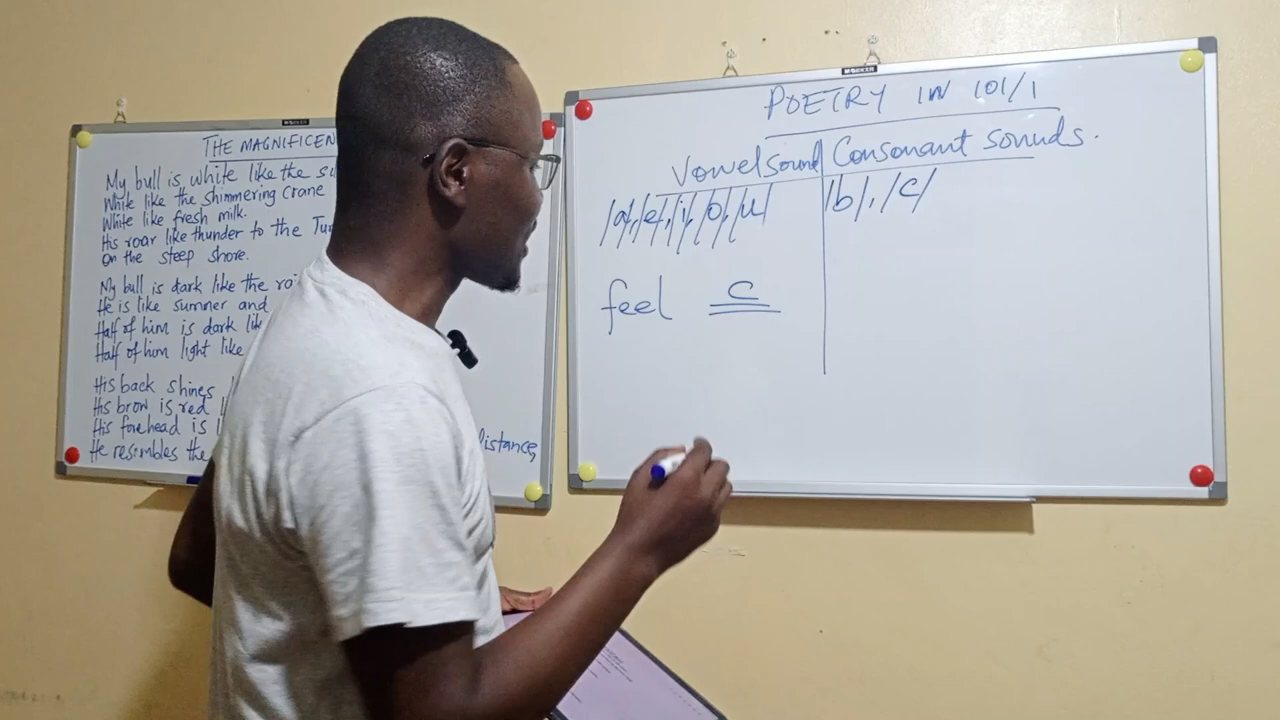 THE MAGNIFICEN
My bull is white like the
White like the shimmering crane
White like fresh milk.
His roar like thunder to the
On the steep shore.
My bull is dark like the
He is like summer and
Half of him is dark like
Half of him light like
His back shines
His brow is red
His forehead is
He resembles the distance,
POETRY IN 101/1
Vowel sound Consonant sounds.
/a/,/e/,/i/,/o/,/u/ /b/,/c/
feel c